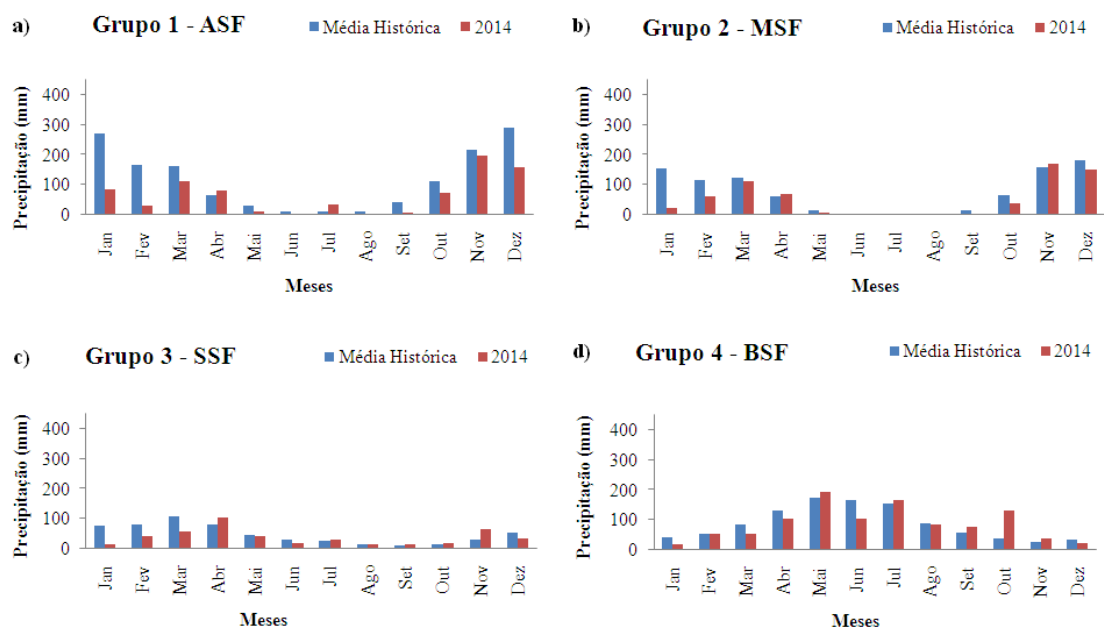 a) Grupo 1 - ASF Média Histórica 2014
Precipitação (mm)
400
300
200
100
0
Jan Fev Mar Abr Mai Jun Jul Ago Set Out Nov Dez
Meses
b) Grupo 2 - MSF Média Histórica 2014
Precipitação (mm)
400
300
200
100
0
Jan Fev Mar Abr Mai Jun Jul Ago Set Out Nov Dez
Meses
c) Grupo 3 - SSF Média Histórica 2014
Precipitação (mm)
400
300
200
100
0
Jan Fev Mar Abr Mai Jun Jul Ago Set Out Nov Dez
Meses
d) Grupo 4 - BSF Média Histórica 2014
Precipitação (mm)
400
300
200
100
0
Jan Fev Mar Abr Mai Jun Jul Ago Set Out Nov Dez
Meses